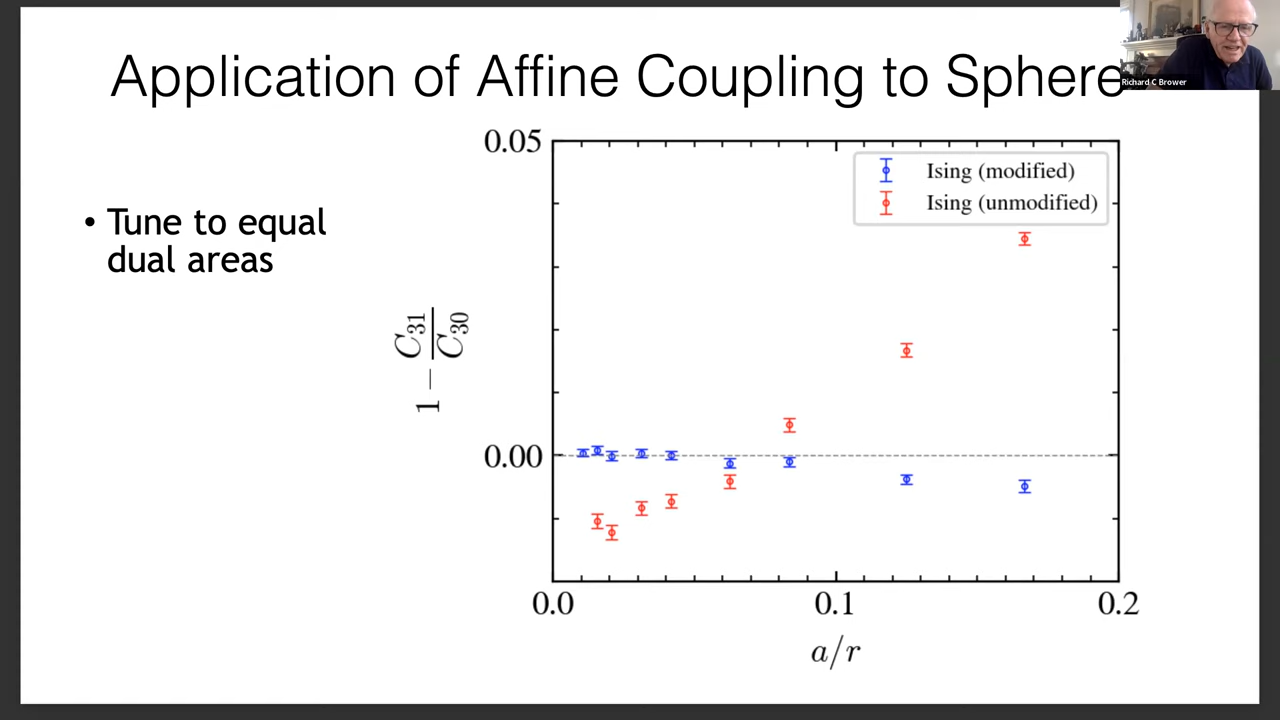 Application of Affine Coupling to Sphere
Richard C Brower
• Tune to equal
dual areas
0.05
0.00
1 − C₃₁/C₃₀
Ising (modified)
Ising (unmodified)
0.0 0.1 0.2
a/r